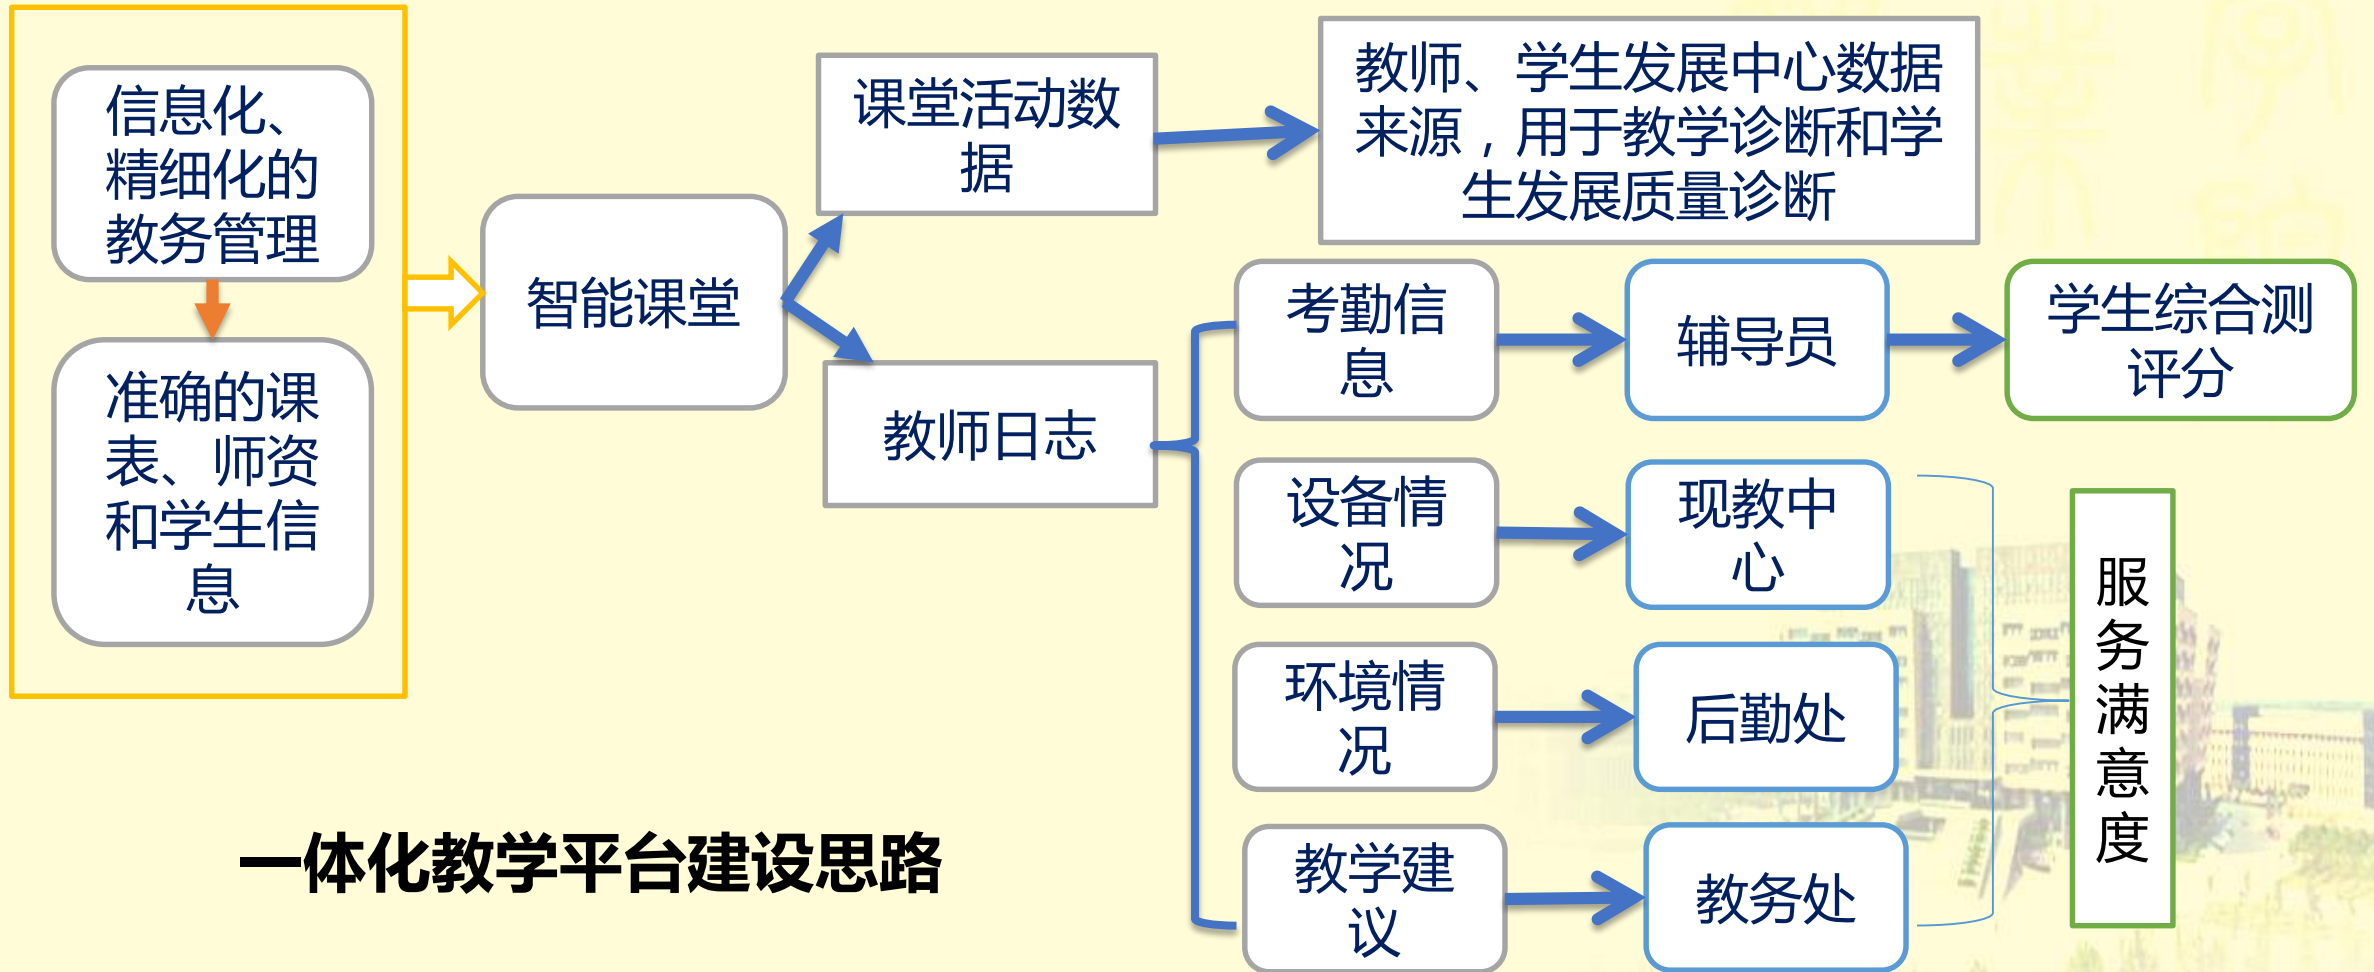 信息化、
精细化的
教务管理
准确的课
表、师资
和学生信
息
智能课堂
课堂活动数
据
教师、学生发展中心数据
来源，用于教学诊断和学
生发展质量诊断
教师日志
考勤信
息
辅导员
学生综合测
评分
设备情
况
现教中
心
环境情
况
后勤处
教学建
议
教务处
服
务
满
意
度
一体化教学平台建设思路